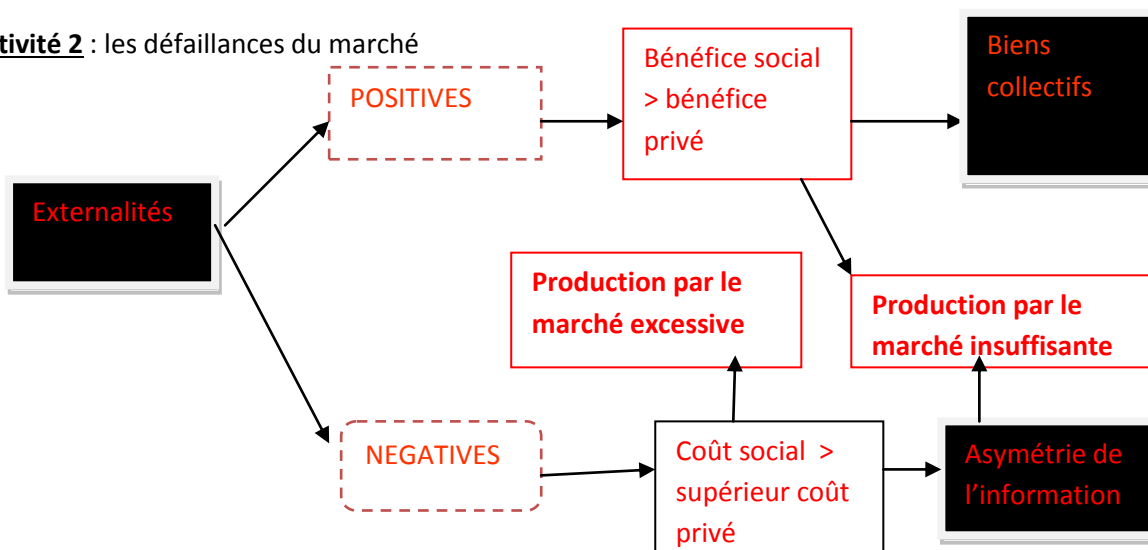 tivité 2 : les défaillances du marché
POSITIVES
Bénéfice social
> bénéfice
privé
Biens
collectifs
Externalités
Production par le
marché excessive
Production par le
marché insuffisante
NEGATIVES
Coût social >
supérieur coût
privé
Asymétrie de
l’information